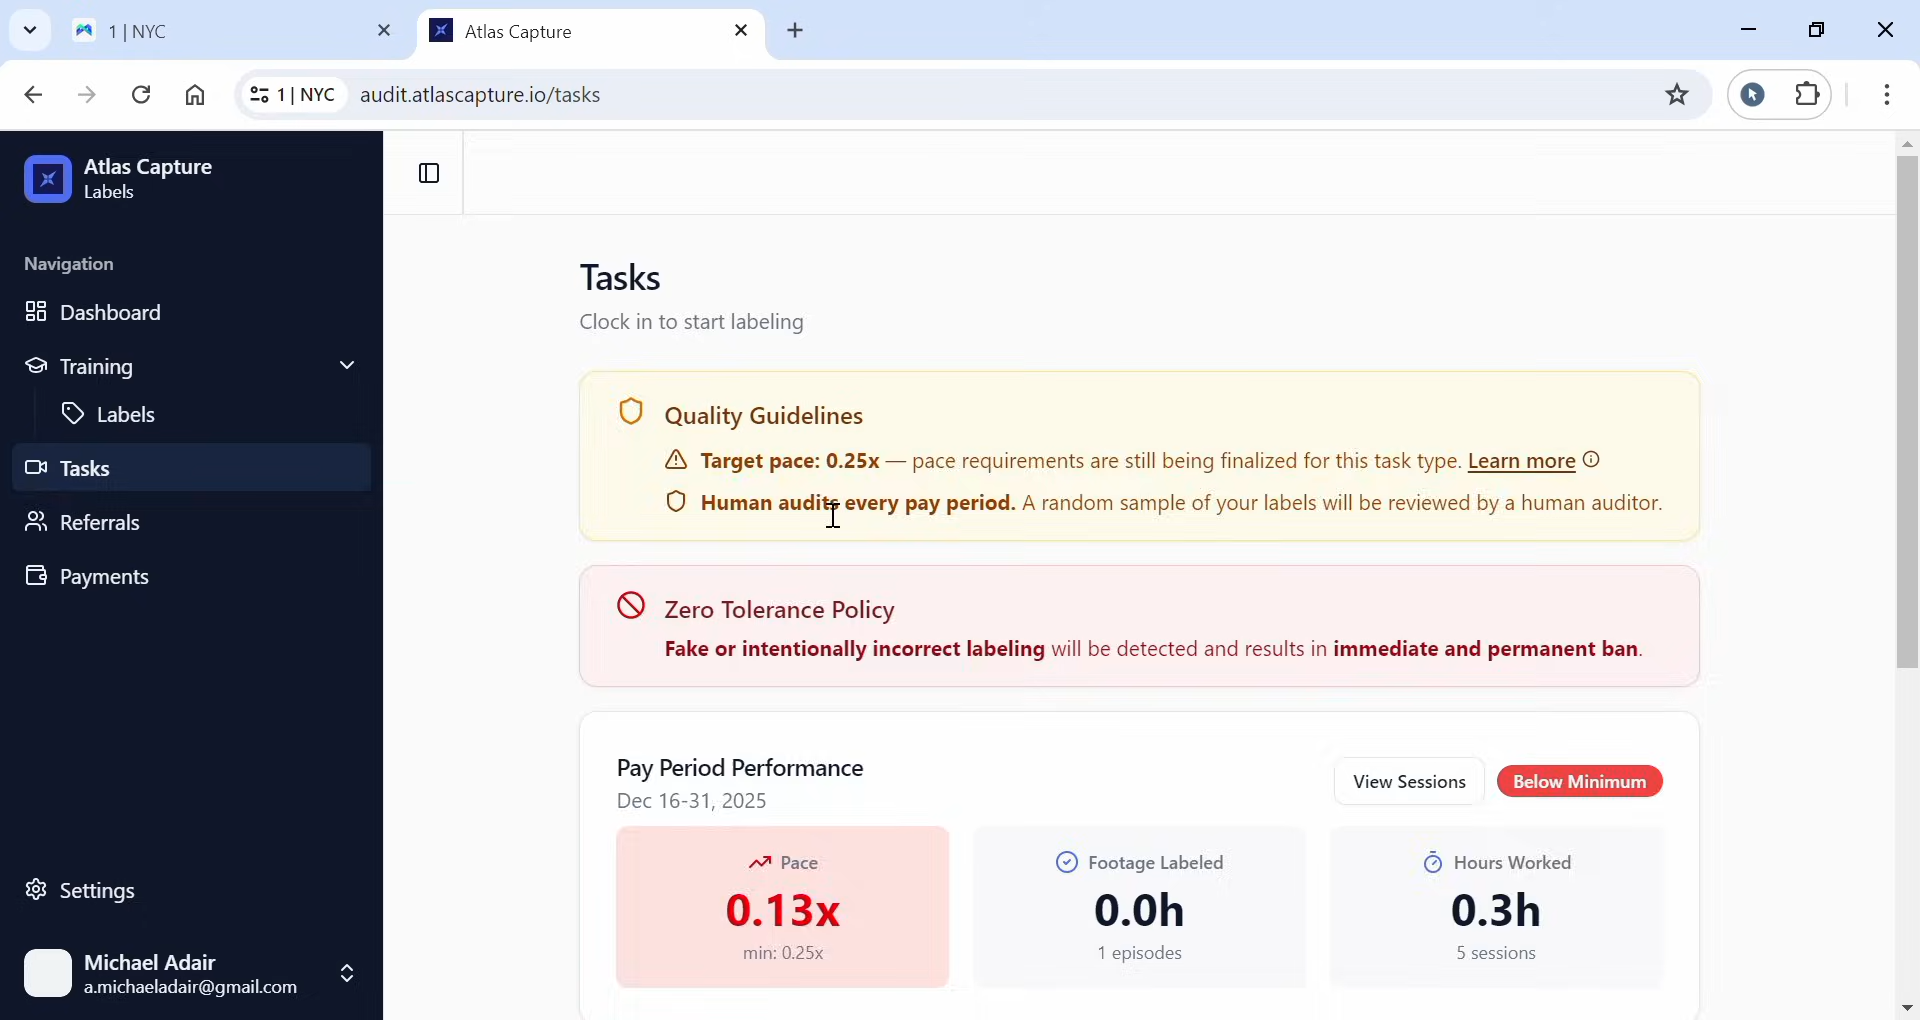 1 | NYC
Atlas Capture
1 | NYC
audit.atlascapture.io/tasks
Atlas Capture
Labels
Navigation
Dashboard
Training
Labels
Tasks
Referrals
Payments
Settings
Michael Adair
a.michaeladair@gmail.com
Tasks
Clock in to start labeling
Quality Guidelines
Target pace: 0.25x — pace requirements are still being finalized for this task type. Learn more
Human audits every pay period. A random sample of your labels will be reviewed by a human auditor.
Zero Tolerance Policy
Fake or intentionally incorrect labeling will be detected and results in immediate and permanent ban.
Pay Period Performance
Dec 16-31, 2025
View Sessions
Below Minimum
Pace
0.13x
min: 0.25x
Footage Labeled
0.0h
1 episodes
Hours Worked
0.3h
5 sessions